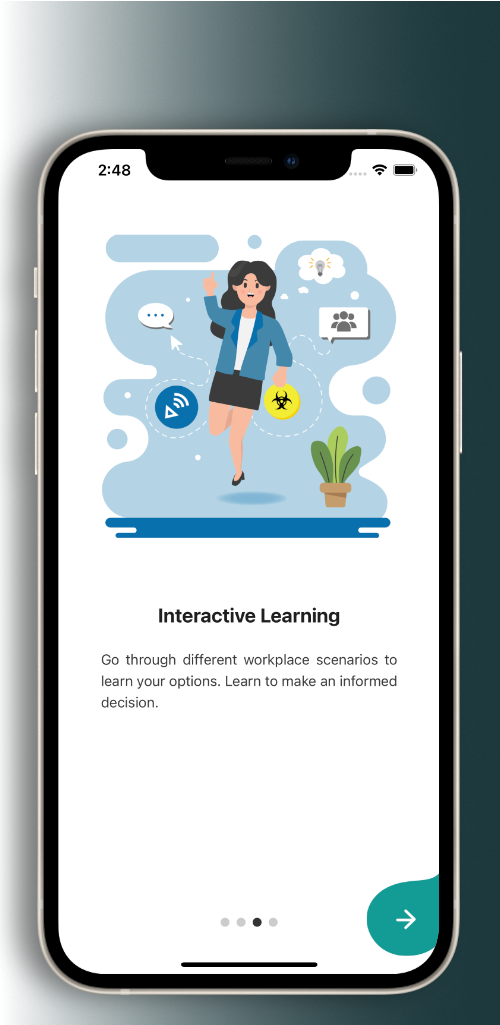 2:48
Interactive Learning
Go through different workplace scenarios to
learn your options. Learn to make an informed
decision.